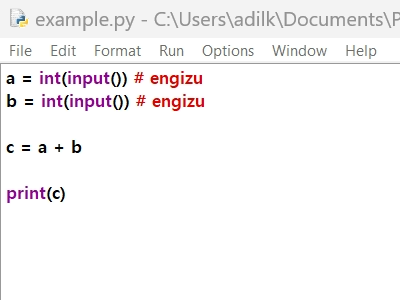 example.py - C:\Users\adilk\Documents\P
File Edit Format Run Options Window Help
a = int(input()) # engizu
b = int(input()) # engizu
c = a + b
print(c)